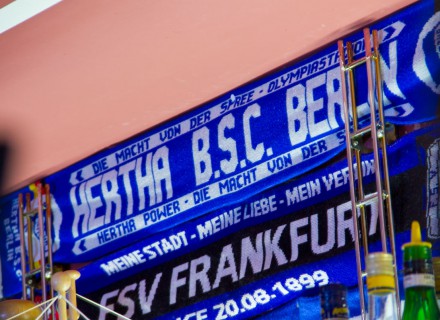 DIE MACHT VON DER SPREE - OLYMPIASTADION
HERTHA B.S.C. BERLIN
HERTHA POWER - DIE MACHT VON DER S
MEINE STADT - MEINE LIEBE - MEIN VEREIN
FSV FRANKFURT
20.08.1899
BERLIN